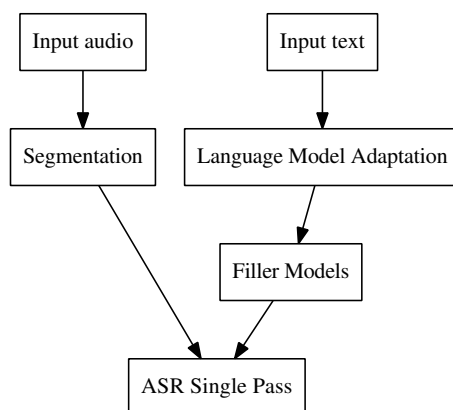 Input audio
Input text
Segmentation
Language Model Adaptation
Filler Models
ASR Single Pass